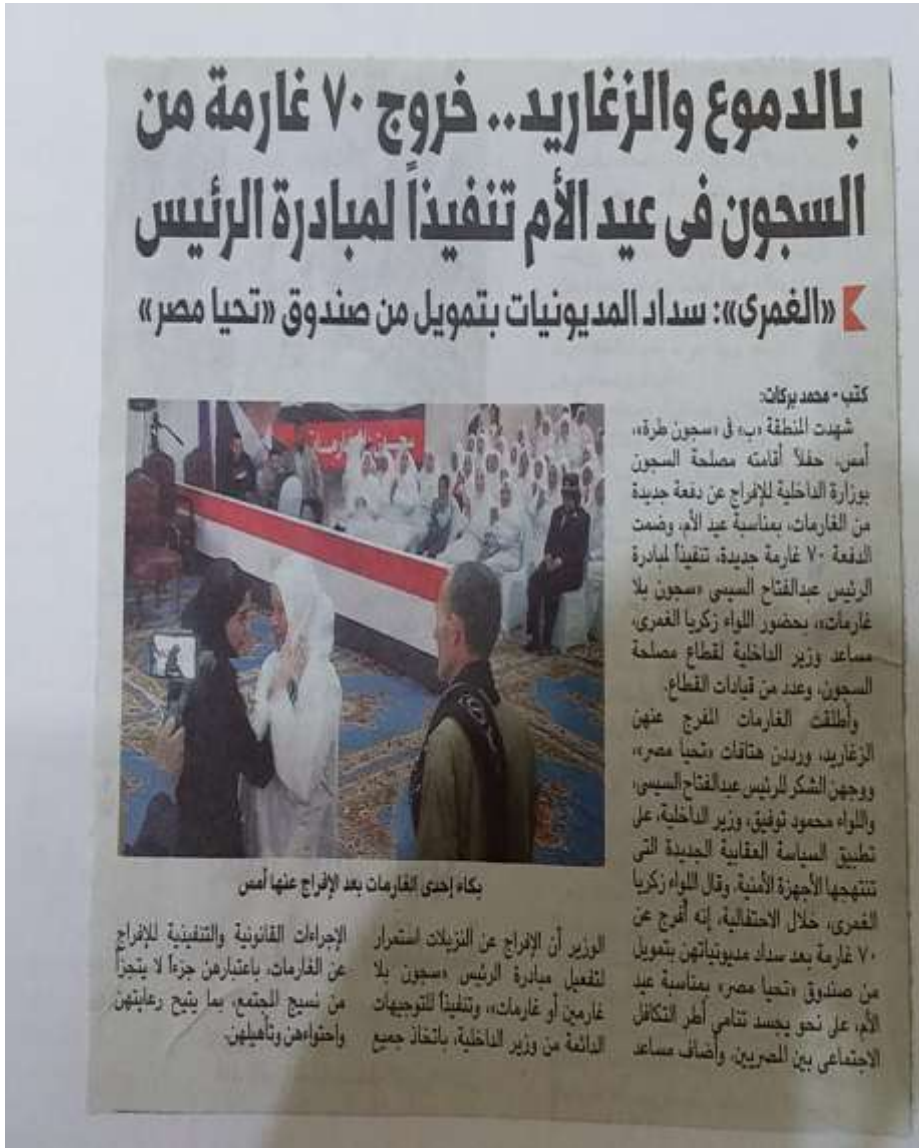 بالدموع والزغاريد.. خروج ٧٠ غارمة من
السجون فى عيد الأم تنفيذاً لمبادرة الرئيس
«الغمرى»: سداد المديونيات بتمويل من صندوق «تحيا مصر»
كتب - محمد بركات:
شهدت المنطقة «ب» فى «سجون طرة»،
أمس، حفلاً أقامته مصلحة السجون
بوزارة الداخلية للإفراج عن دفعة جديدة
من الغارمات، بمناسبة عيد الأم، وضمت
الدفعة ٧٠ غارمة جديدة، تنفيذاً لمبادرة
الرئيس عبدالفتاح السيسى «سجون بلا
غارمات»، بحضور اللواء زكريا الغمرى،
مساعد وزير الداخلية لقطاع مصلحة
السجون، وعدد من قيادات القطاع.
وأطلقت الغارمات المفرج عنهن
الزغاريد، ورددن هتافات «تحيا مصر»،
ووجهن الشكر للرئيس عبدالفتاح السيسى،
واللواء محمود توفيق، وزير الداخلية، على
تطبيق السياسة العقابية الجديدة التى
تنتهجها الأجهزة الأمنية. وقال اللواء زكريا
الغمرى، خلال الاحتفالية، إنه أفرج عن
٧٠ غارمة بعد سداد مديونياتهن بتمويل
من صندوق «تحيا مصر» بمناسبة عيد
الأم، على نحو يجسد تنامى أطر التكافل
الاجتماعى بين المصريين. وأضاف مساعد
بكاء إحدى الغارمات بعد الإفراج عنها أمس
الوزير أن الإفراج عن النزيلات استمرار
لتفعيل مبادرة الرئيس «سجون بلا
غارمين أو غارمات»، وتنفيذاً للتوجيهات
الدائمة من وزير الداخلية، باتخاذ جميع
الإجراءات القانونية والتنفيذية للإفراج
عن الغارمات، باعتبارهن جزءاً لا يتجزأ
من نسيج المجتمع، بما يتيح رعايتهن
واحتواءهن وتأهيلهن.